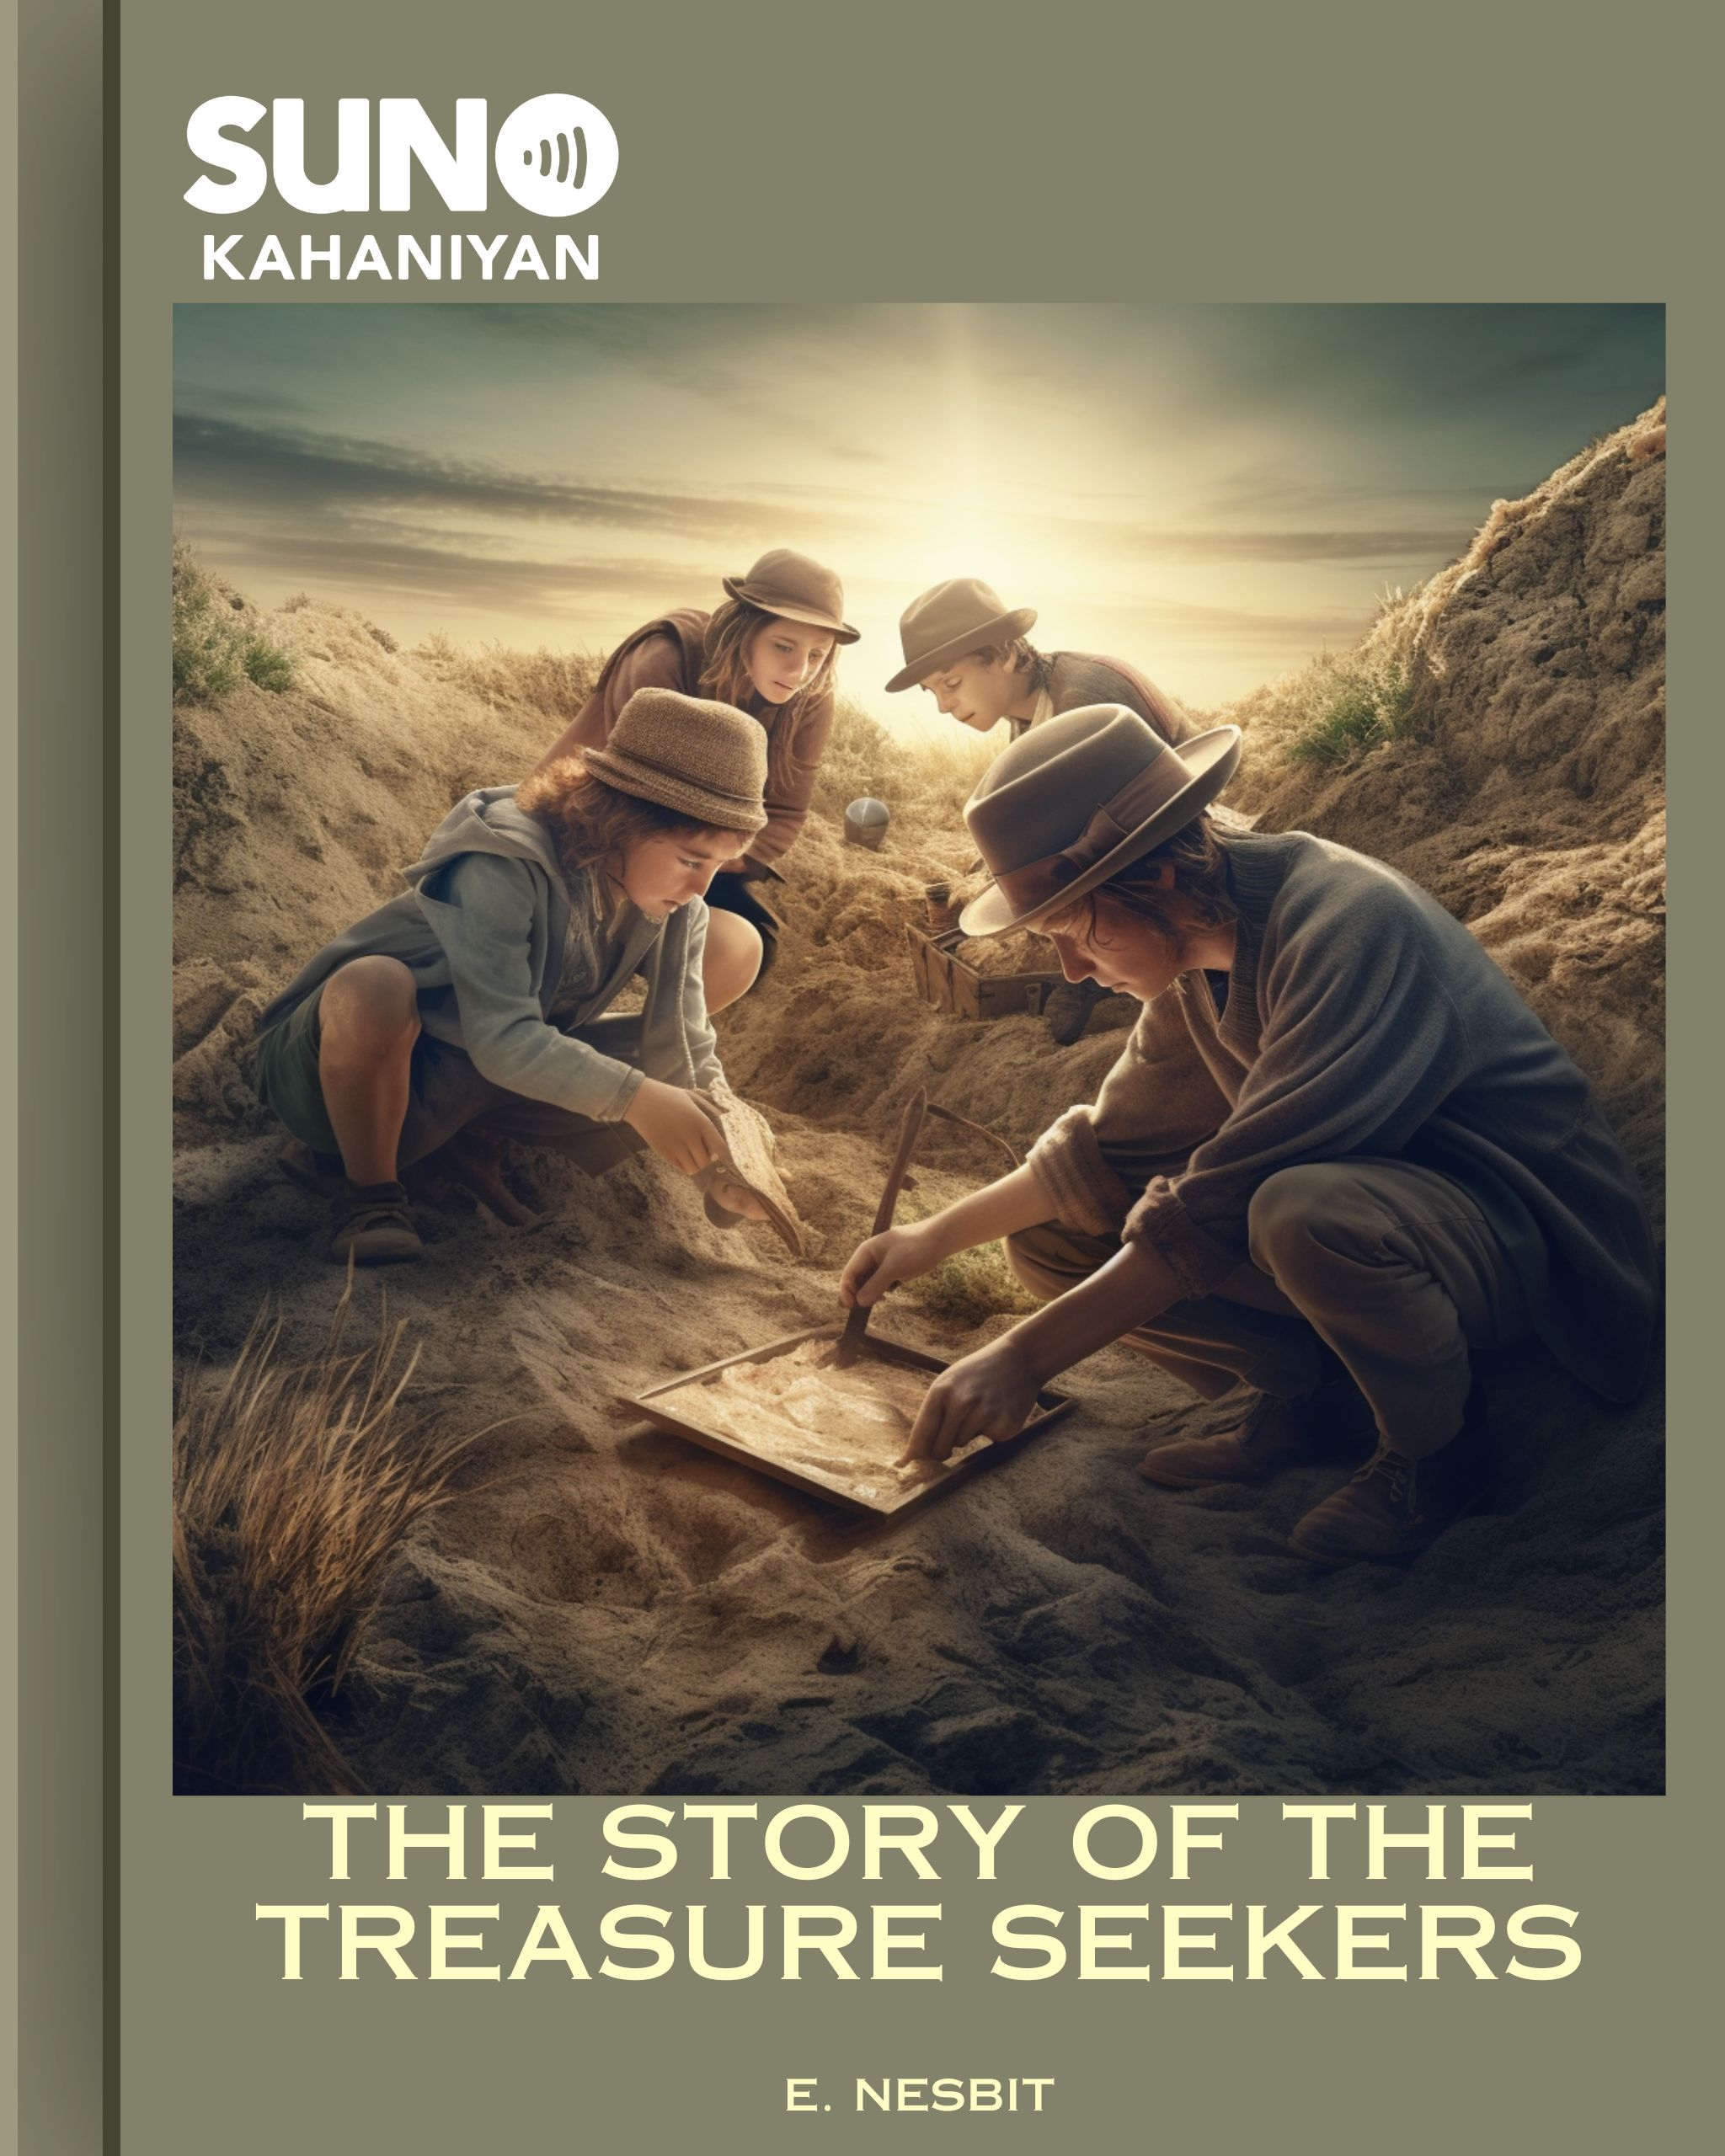 SUNO
KAHANIYAN
THE STORY OF THE
TREASURE SEEKERS
E. NESBIT